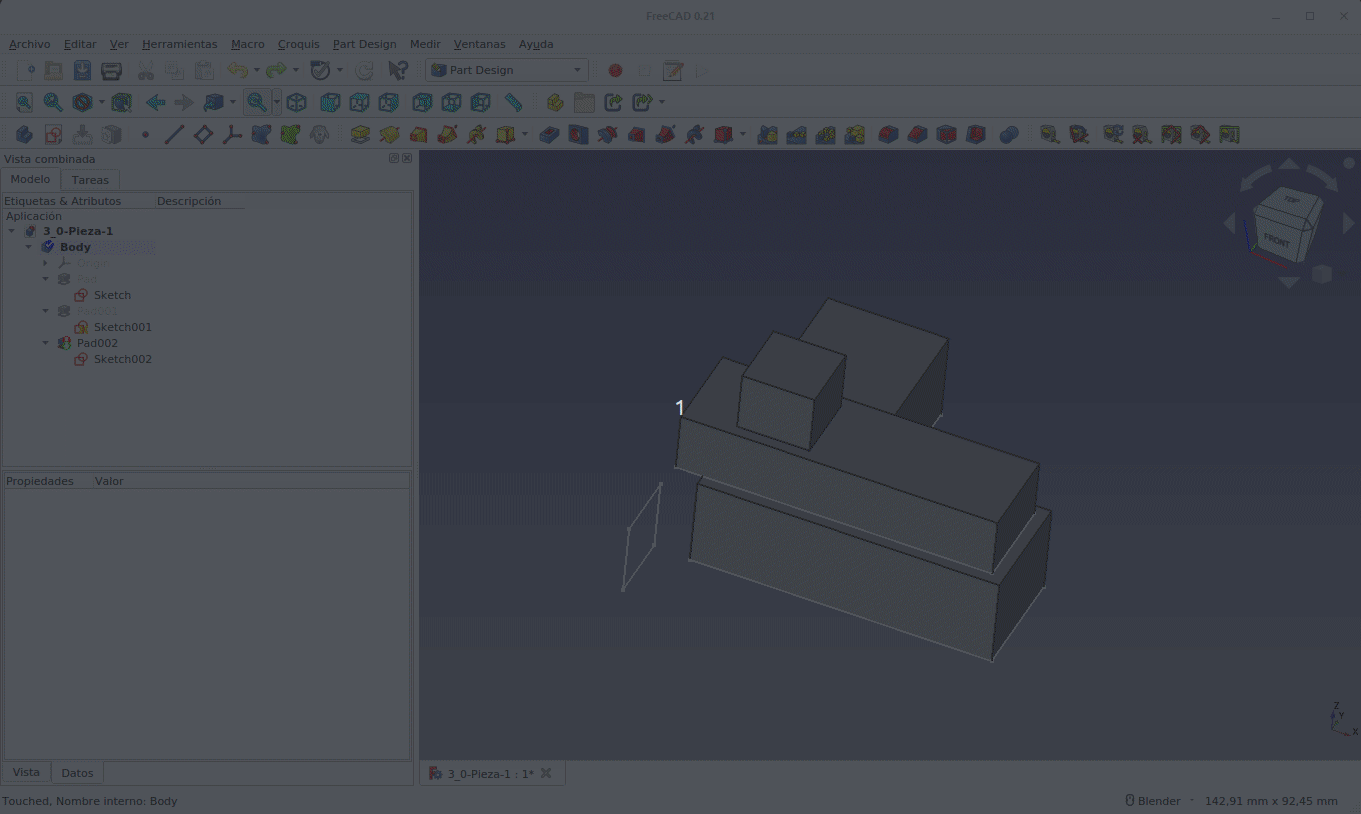 FreeCAD 0.21
Archivo Editar Ver Herramientas Macro Croquis Part Design Medir Ventanas Ayuda
Part Design
Vista combinada
Modelo Tareas
Etiquetas & Atributos Descripción
Aplicación
3_0-Pieza-1
Body
Origin
Pad
Sketch
Pad001
Sketch001
Pad002
Sketch002
TOP
FRONT
1
Propiedades Valor
Z
Y
X
Vista Datos
3_0-Pieza-1 : 1*
Touched, Nombre interno: Body
Blender 142,91 mm x 92,45 mm